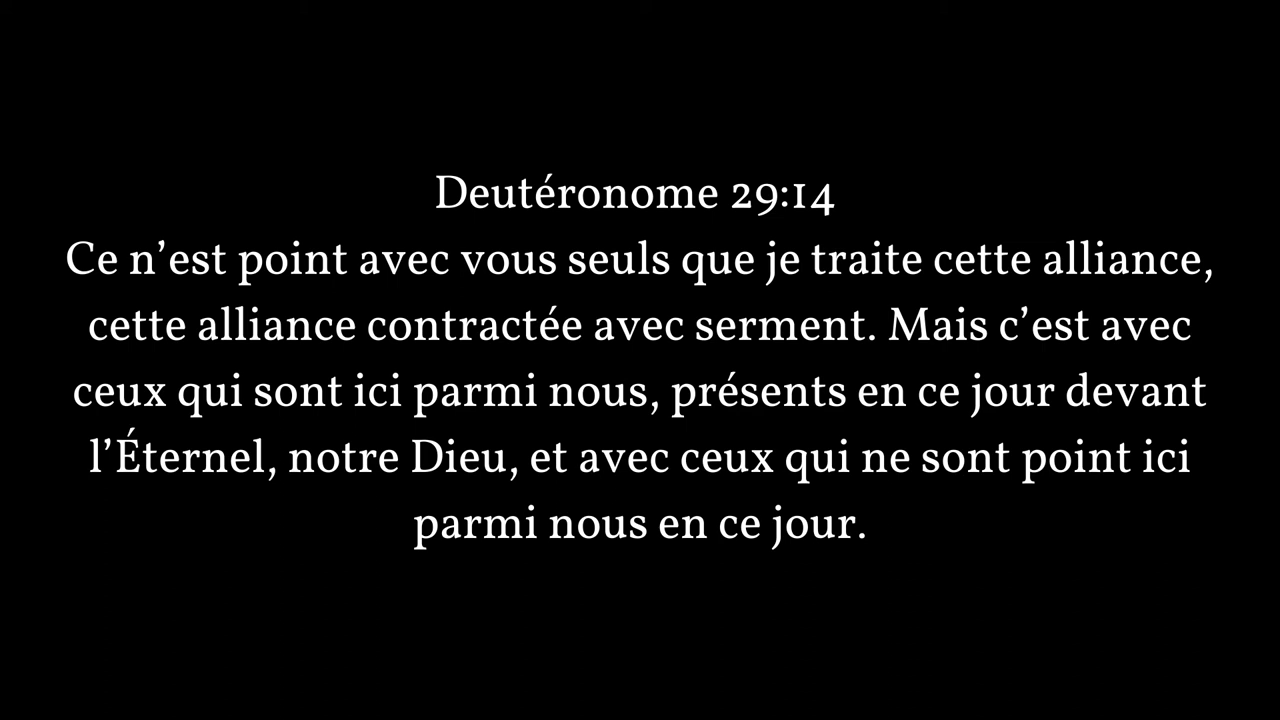 Deutéronome 29:14
Ce n’est point avec vous seuls que je traite cette alliance,
cette alliance contractée avec serment. Mais c’est avec
ceux qui sont ici parmi nous, présents en ce jour devant
l’Éternel, notre Dieu, et avec ceux qui ne sont point ici
parmi nous en ce jour.